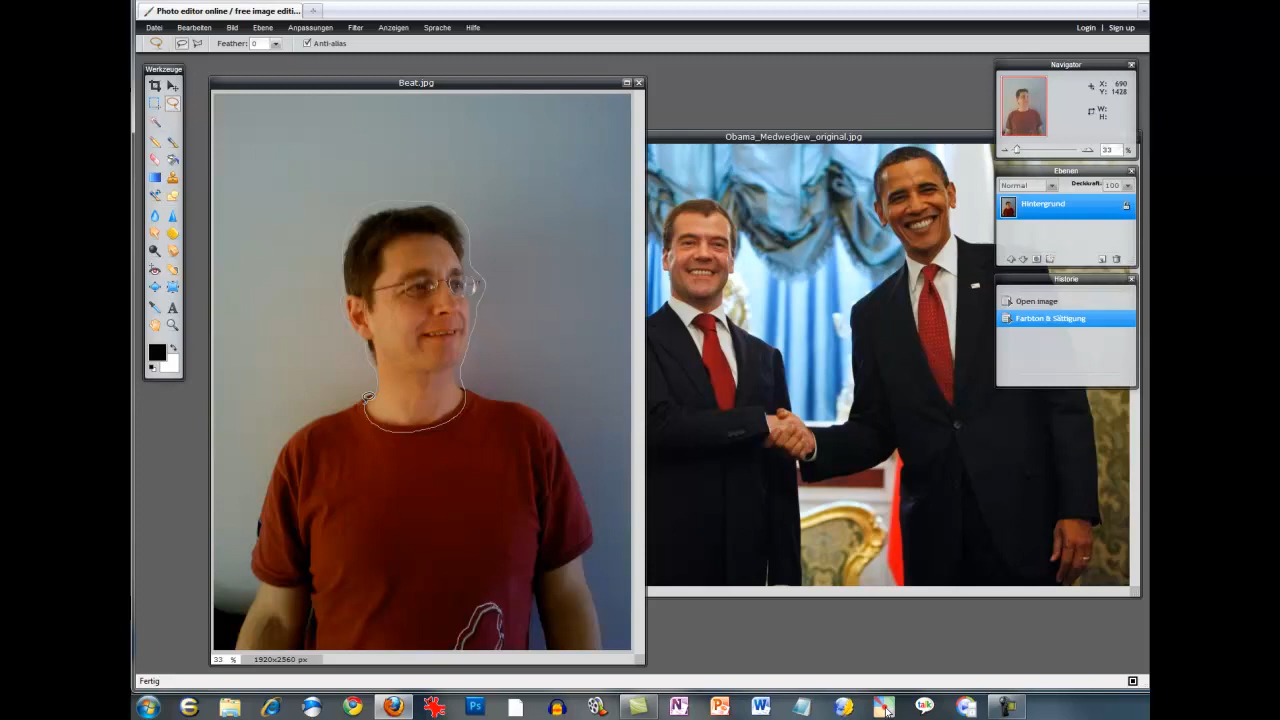 Photo editor online / free image editi...
Datei Bearbeiten Bild Ebene Anpassungen Filter Anzeigen Sprache Hilfe Login Sign up
Feather: 0 Anti-alias
Werkzeuge
Beat.jpg
Obama_Medwedjew_original.jpg
Navigator
X: 690
Y: 1428
W:
H:
33 %
Ebenen
Normal Deckkraft: 100
Hintergrund
Historie
Open image
Farbton & Sättigung
33 % 1920x2560 px
Fertig
Ps
talk